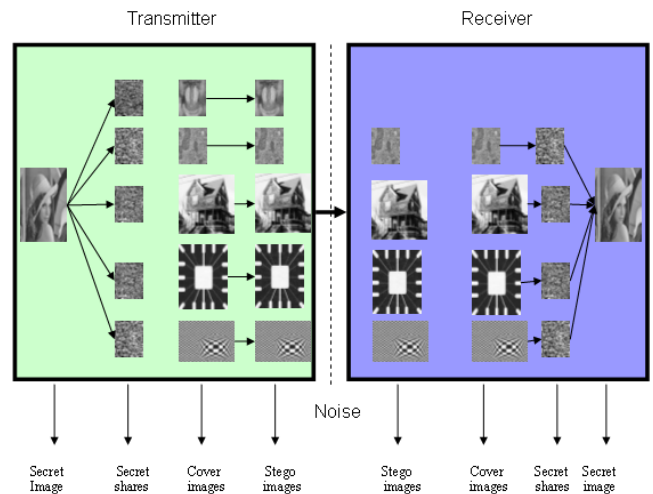 Transmitter
Receiver
Noise
Secret
Image
Secret
shares
Cover
images
Stego
images
Stego
images
Cover
images
Secret
shares
Secret
image